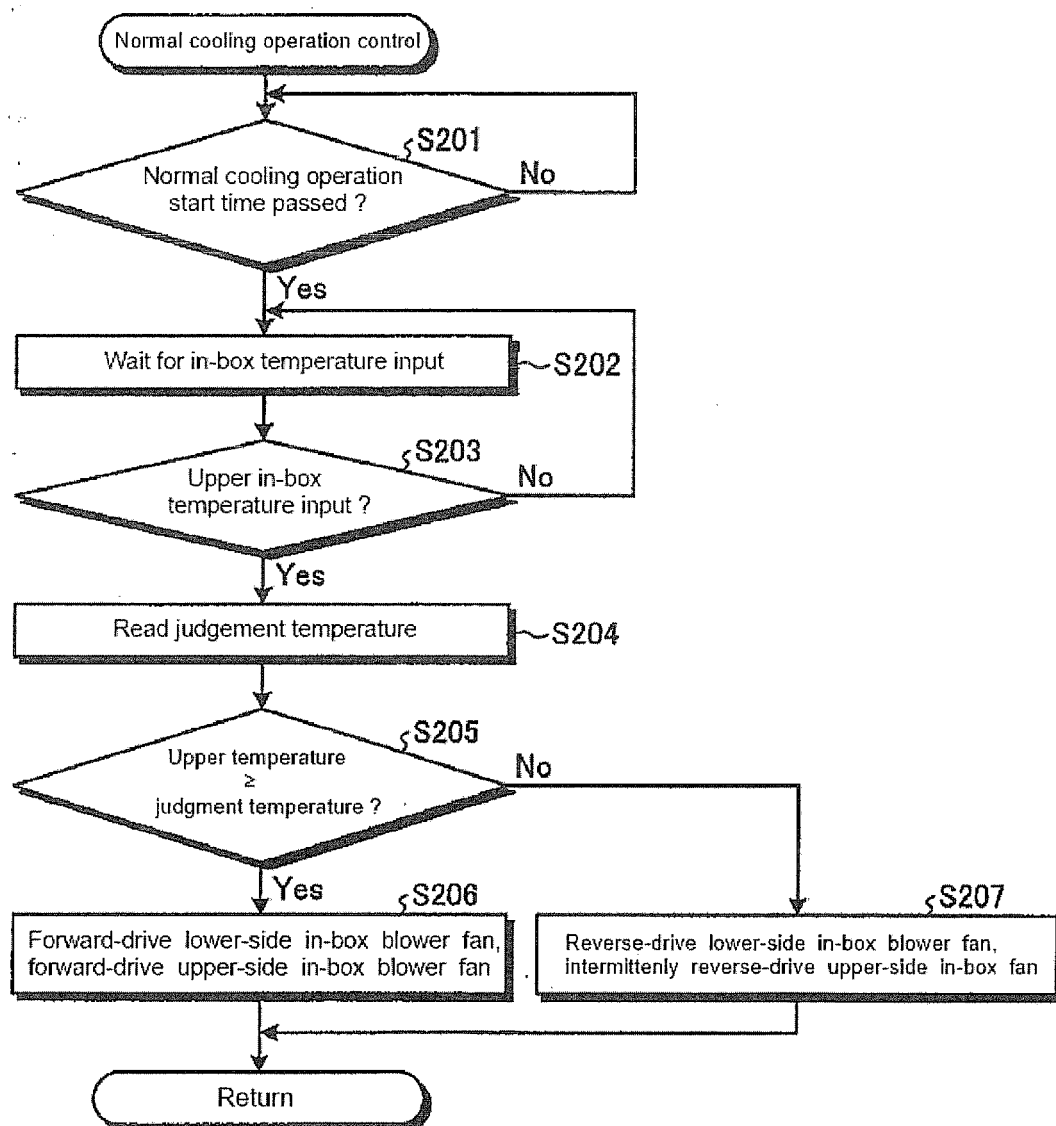 Normal cooling operation control
S201
Normal cooling operation
start time passed ?
No
Yes
Wait for in-box temperature input
S202
S203
Upper in-box
temperature input ?
No
Yes
Read judgement temperature
S204
S205
Upper temperature
≥
judgment temperature ?
No
Yes
S206
S207
Forward-drive lower-side in-box blower fan,
forward-drive upper-side in-box blower fan
Reverse-drive lower-side in-box blower fan,
intermittenly reverse-drive upper-side in-box fan
Return